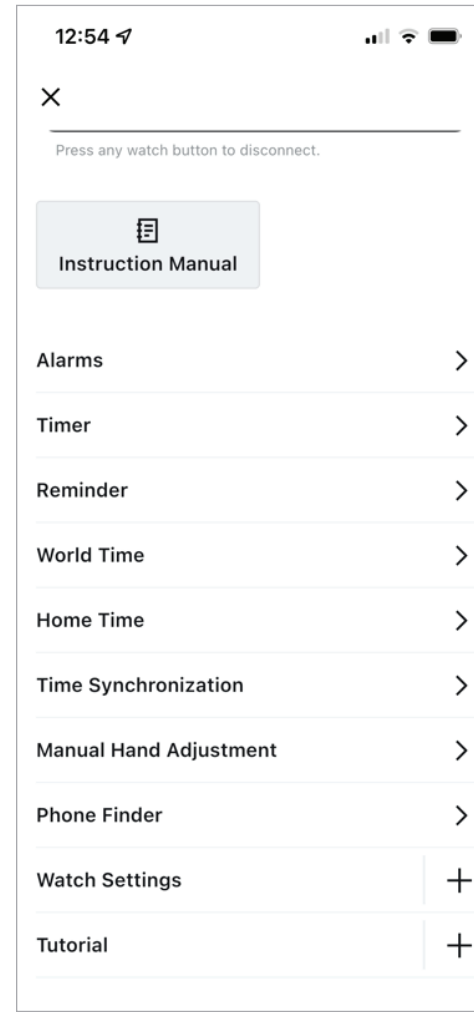 12:54
Press any watch button to disconnect.
Instruction Manual
Alarms
Timer
Reminder
World Time
Home Time
Time Synchronization
Manual Hand Adjustment
Phone Finder
Watch Settings
Tutorial